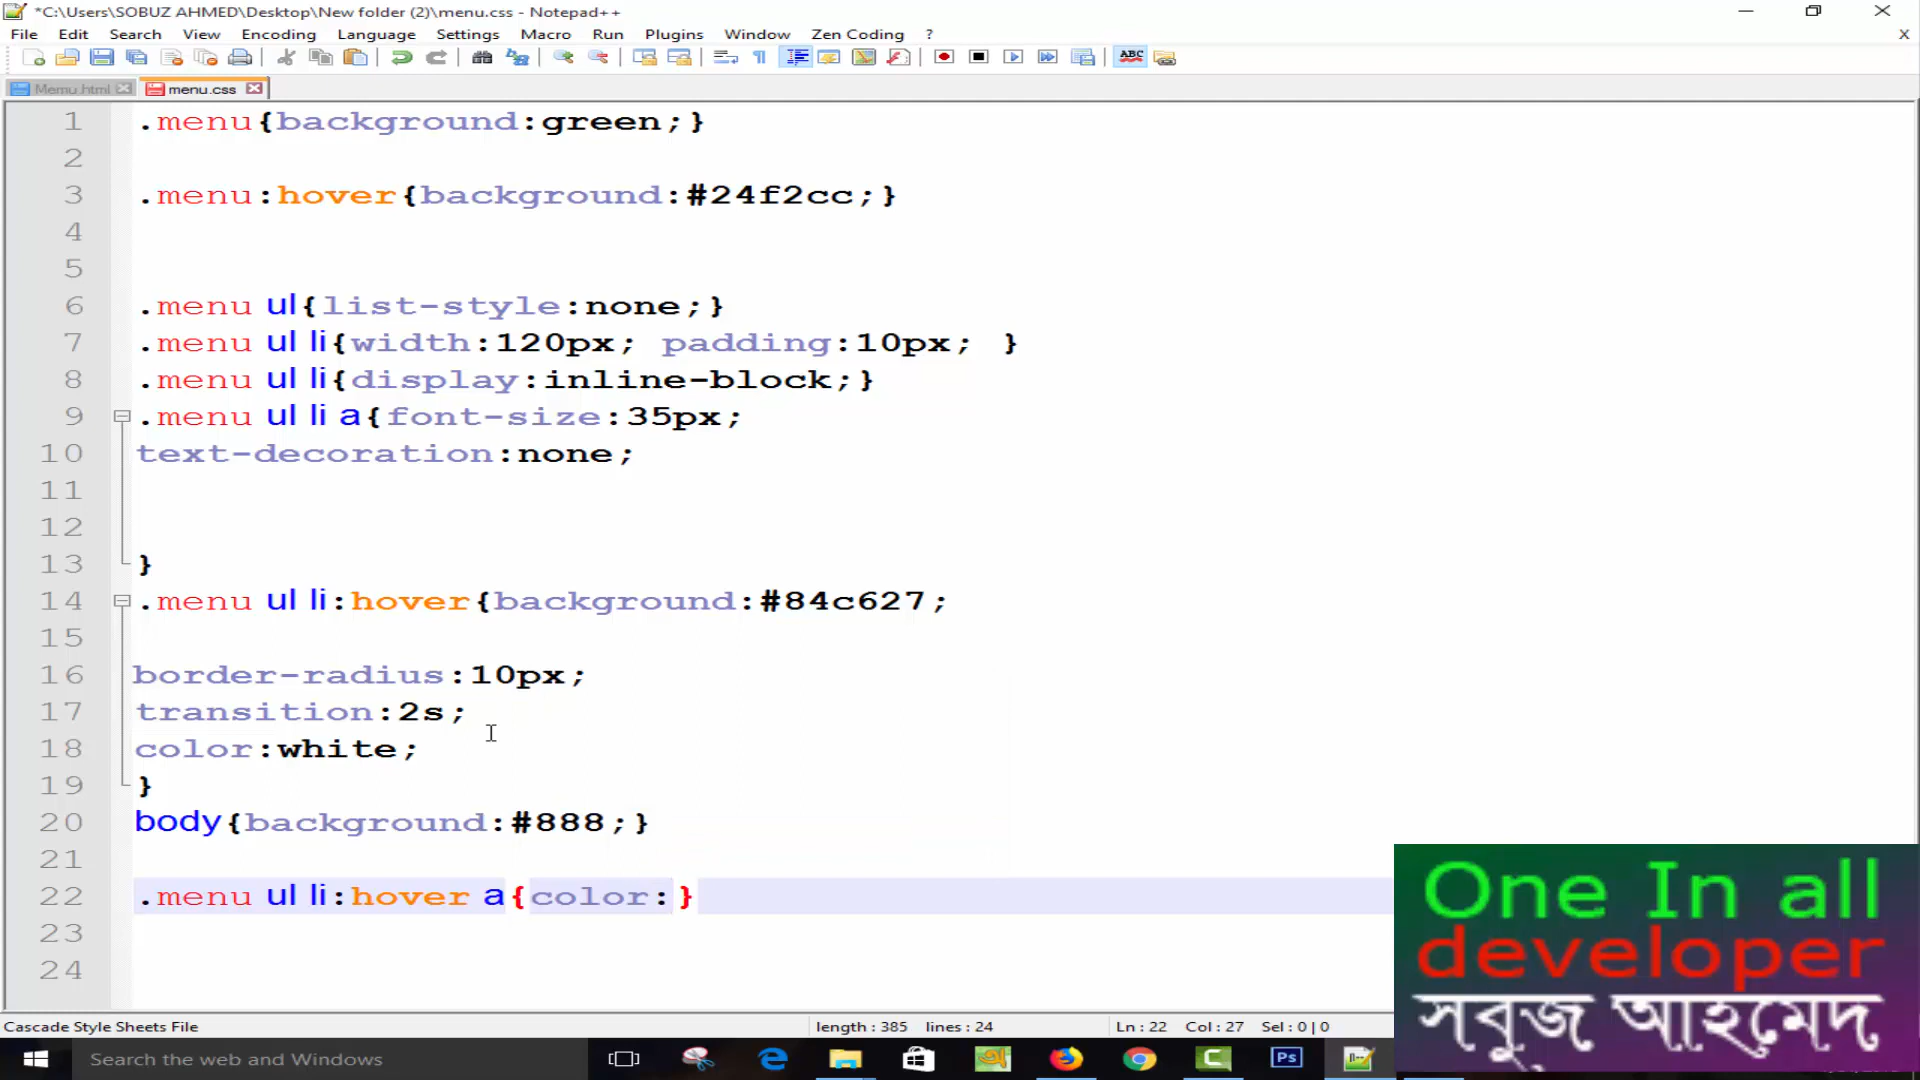 *C:\Users\SOBUZ AHMED\Desktop\New folder (2)\menu.css - Notepad++
File Edit Search View Encoding Language Settings Macro Run Plugins Window Zen Coding ? X
ABC
Memu.html menu.css
1 .menu{background:green;}
2
3 .menu:hover{background:#24f2cc;}
4
5
6 .menu ul{list-style:none;}
7 .menu ul li{width:120px; padding:10px; }
8 .menu ul li{display:inline-block;}
9 .menu ul li a{font-size:35px;
10 text-decoration:none;
11
12
13 }
14 .menu ul li:hover{background:#84c627;
15
16 border-radius:10px;
17 transition:2s;
18 color:white;
19 }
20 body{background:#888;}
21
22 .menu ul li:hover a{color:}
23
24
One In all
developer
সবুজ আহমেদ
Cascade Style Sheets File length : 385 lines : 24 Ln : 22 Col : 27 Sel : 0 | 0
Search the web and Windows
Ps